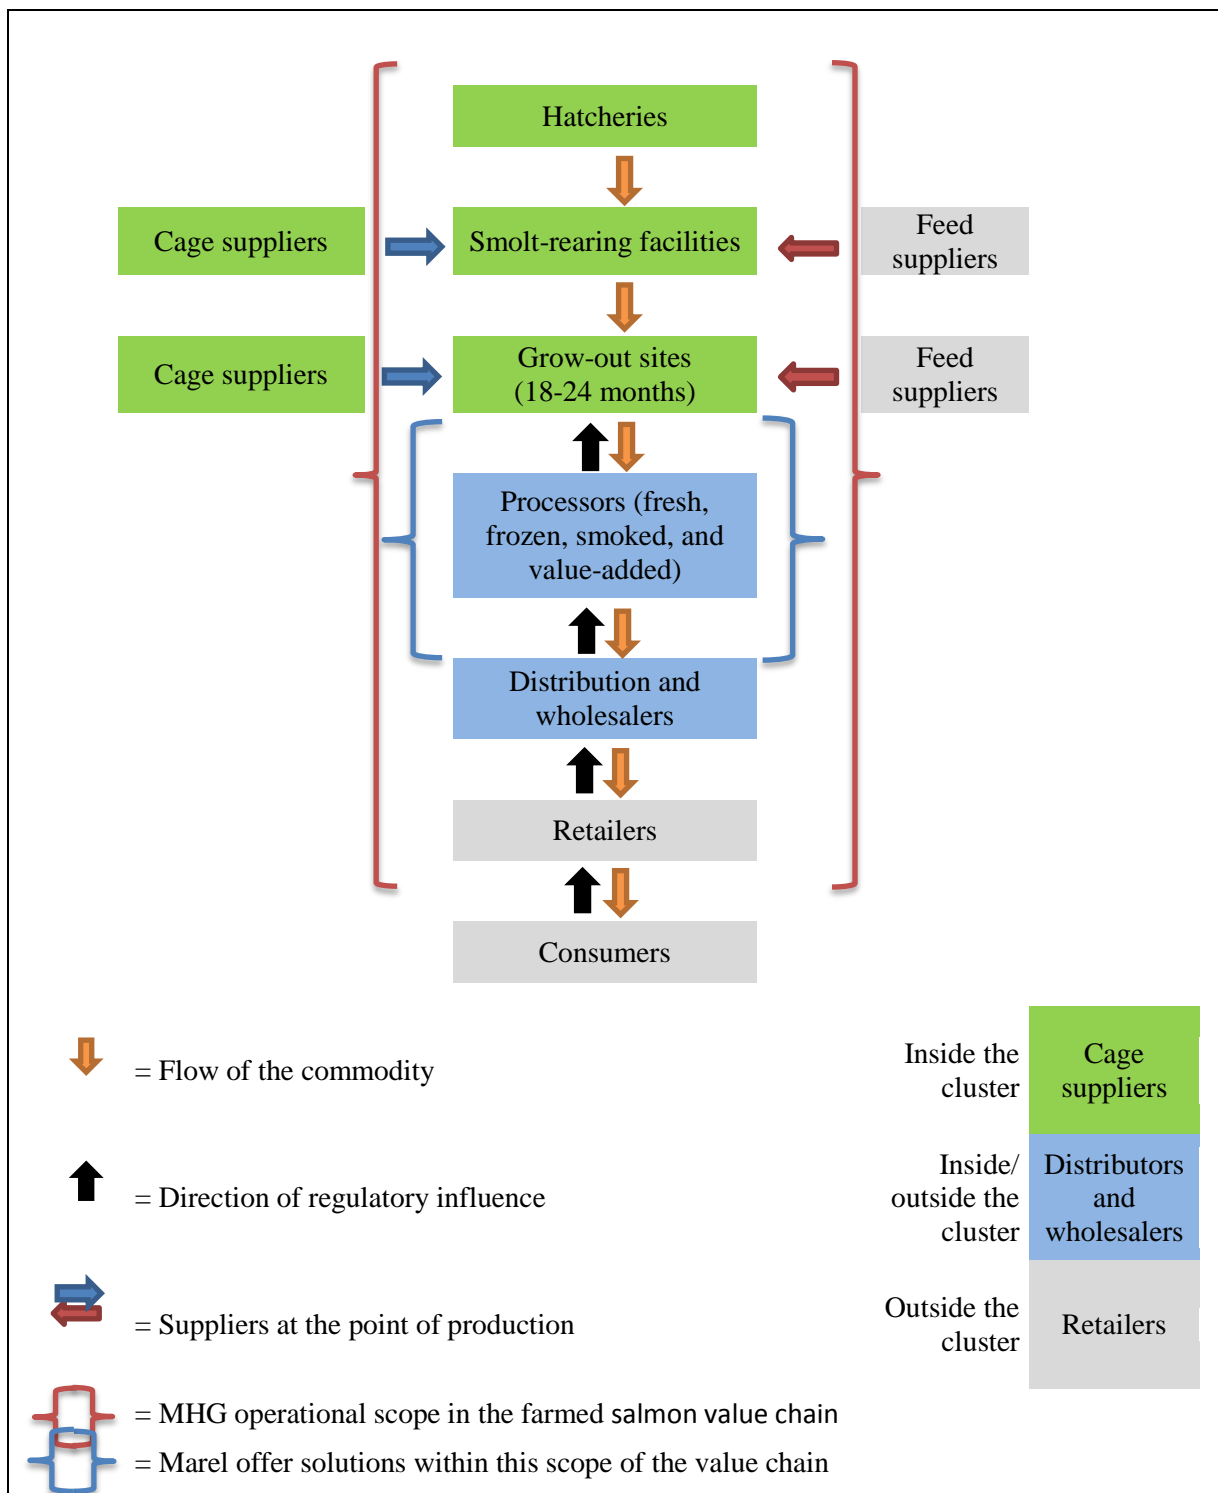 Hatcheries
Cage suppliers
Smolt-rearing facilities
Feed
suppliers
Cage suppliers
Grow-out sites
(18-24 months)
Feed
suppliers
Processors (fresh,
frozen, smoked, and
value-added)
Distribution and
wholesalers
Retailers
Consumers
= Flow of the commodity
= Direction of regulatory influence
= Suppliers at the point of production
= MHG operational scope in the farmed salmon value chain
= Marel offer solutions within this scope of the value chain
Inside the
cluster
Cage
suppliers
Inside/
outside the
cluster
Distributors
and
wholesalers
Outside the
cluster
Retailers